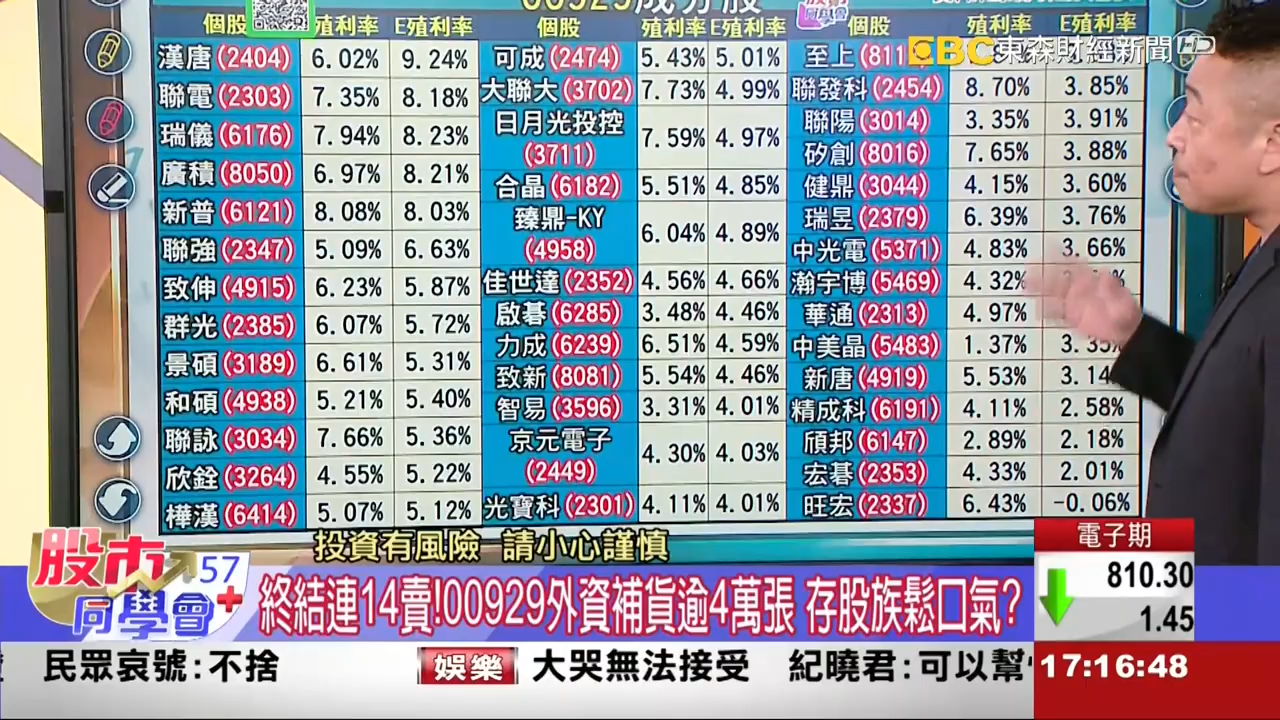 00929成分股
個股 殖利率 E殖利率 個股 殖利率 E殖利率 個股 殖利率 E殖利率
EBC 東森財經新聞 HD
漢唐(2404) 6.02% 9.24% 可成(2474) 5.43% 5.01% 至上(811
聯電(2303) 7.35% 8.18% 大聯大(3702) 7.73% 4.99% 聯發科(2454) 8.70% 3.85%
瑞儀(6176) 7.94% 8.23% 日月光投控(3711) 7.59% 4.97% 聯陽(3014) 3.35% 3.91%
廣積(8050) 6.97% 8.21% 合晶(6182) 5.51% 4.85% 矽創(8016) 7.65% 3.88%
新普(6121) 8.08% 8.03% 臻鼎-KY(4958) 6.04% 4.89% 健鼎(3044) 4.15% 3.60%
聯強(2347) 5.09% 6.63% 佳世達(2352) 4.56% 4.66% 瑞昱(2379) 6.39% 3.76%
致伸(4915) 6.23% 5.87% 啟碁(6285) 3.48% 4.46% 中光電(5371) 4.83% 3.66%
群光(2385) 6.07% 5.72% 力成(6239) 6.51% 4.59% 瀚宇博(5469) 4.32%
景碩(3189) 6.61% 5.31% 致新(8081) 5.54% 4.46% 華通(2313) 4.97%
和碩(4938) 5.21% 5.40% 智易(3596) 3.31% 4.01% 中美晶(5483) 1.37% 3.35%
聯詠(3034) 7.66% 5.36% 京元電子(2449) 4.30% 4.03% 新唐(4919) 5.53% 3.14%
欣銓(3264) 4.55% 5.22% 光寶科(2301) 4.11% 4.01% 精成科(6191) 4.11% 2.58%
樺漢(6414) 5.07% 5.12% 頎邦(6147) 2.89% 2.18%
宏碁(2353) 4.33% 2.01%
旺宏(2337) 6.43% -0.06%
投資有風險 請小心謹慎
股市同學會 57+
終結連14賣!00929外資補貨逾4萬張 存股族鬆口氣?
電子期
810.30
1.45
民眾哀號:不捨 娛樂 大哭無法接受 紀曉君:可以幫
17:16:48